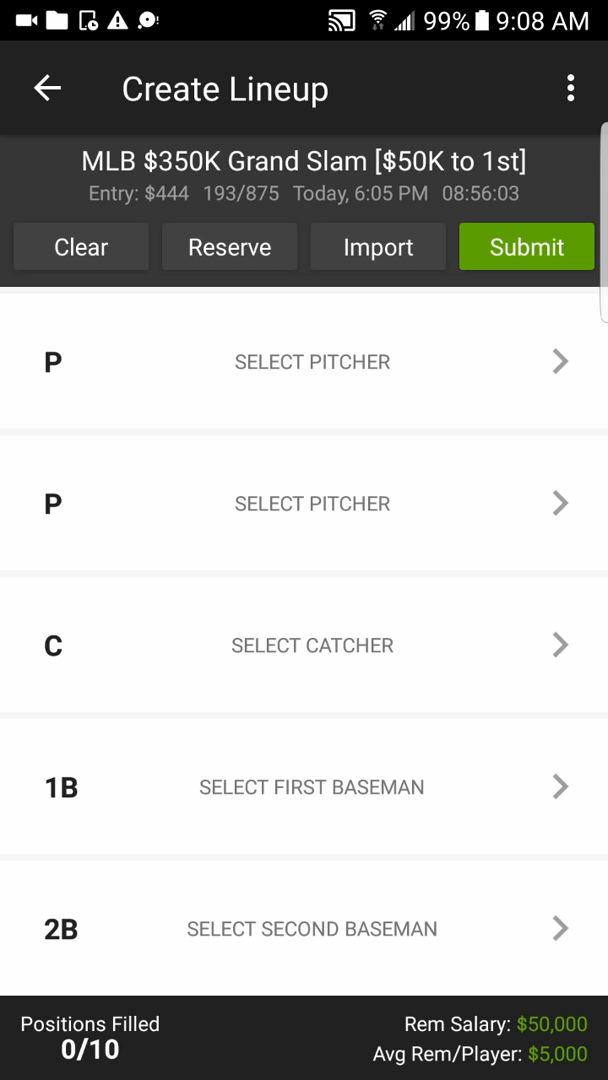 99% 9:08 AM
Create Lineup
MLB $350K Grand Slam [$50K to 1st]
Entry: $444 193/875 Today, 6:05 PM 08:56:03
Clear Reserve Import Submit
P SELECT PITCHER
P SELECT PITCHER
C SELECT CATCHER
1B SELECT FIRST BASEMAN
2B SELECT SECOND BASEMAN
Positions Filled
0/10
Rem Salary: $50,000
Avg Rem/Player: $5,000